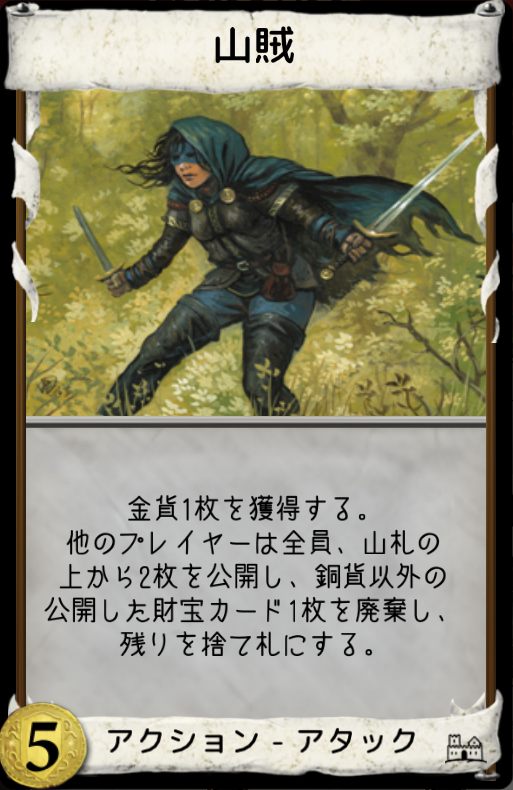 山賊
金貨1枚を獲得する。
他のプレイヤーは全員、山札の
上から2枚を公開し、銅貨以外の
公開した財宝カード1枚を廃棄し、
残りを捨て札にする。
5
アクション - アタック